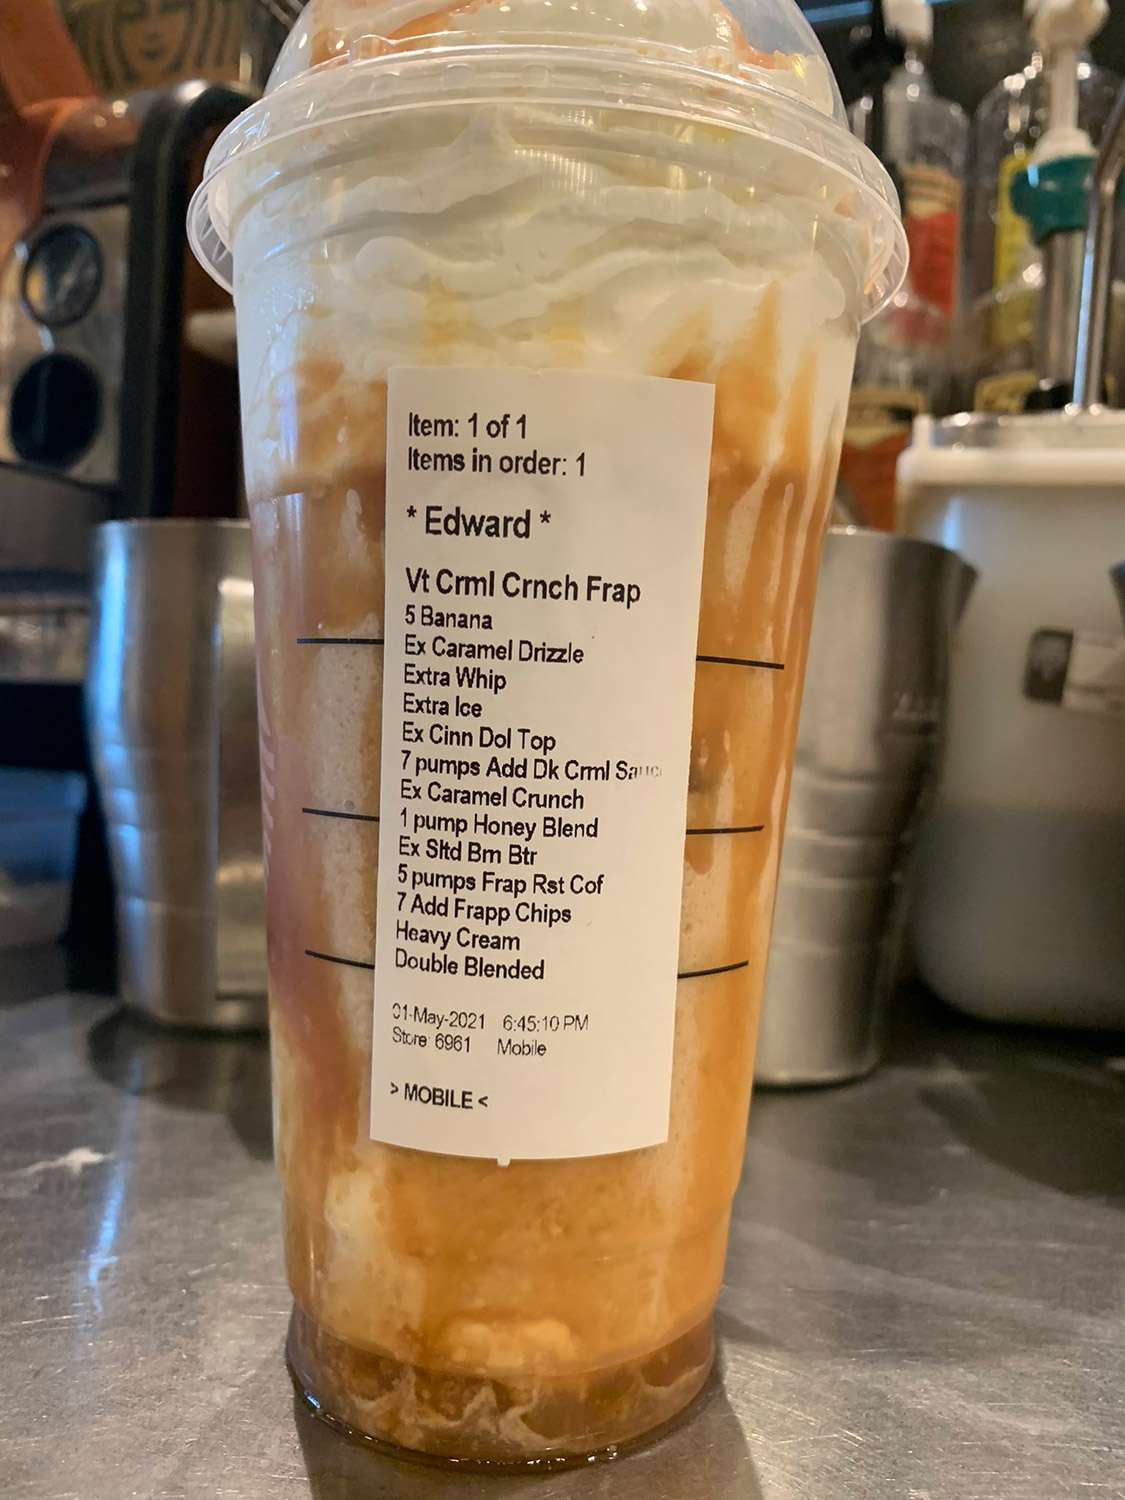 Item: 1 of 1
Items in order: 1
* Edward *
Vt Crml Crnch Frap
5 Banana
Ex Caramel Drizzle
Extra Whip
Extra Ice
Ex Cinn Dol Top
7 pumps Add Dk Crml Sauc
Ex Caramel Crunch
1 pump Honey Blend
Ex Sltd Brn Btr
5 pumps Frap Rst Cof
7 Add Frapp Chips
Heavy Cream
Double Blended
01-May-2021 6:45:10 PM
Store: 6961 Mobile
> MOBILE <